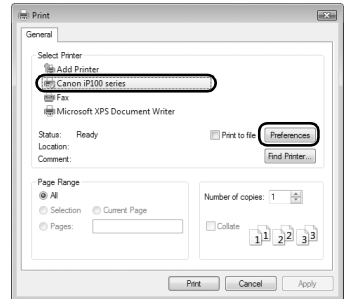 Print
General
Select Printer
Add Printer
Canon iP100 series
Fax
Microsoft XPS Document Writer
Status: Ready
Print to file
Preferences
Location:
Comment:
Find Printer...
Page Range
All
Selection
Current Page
Pages:
Number of copies: 1
Collate
1 1 2 2 3 3
Print
Cancel
Apply